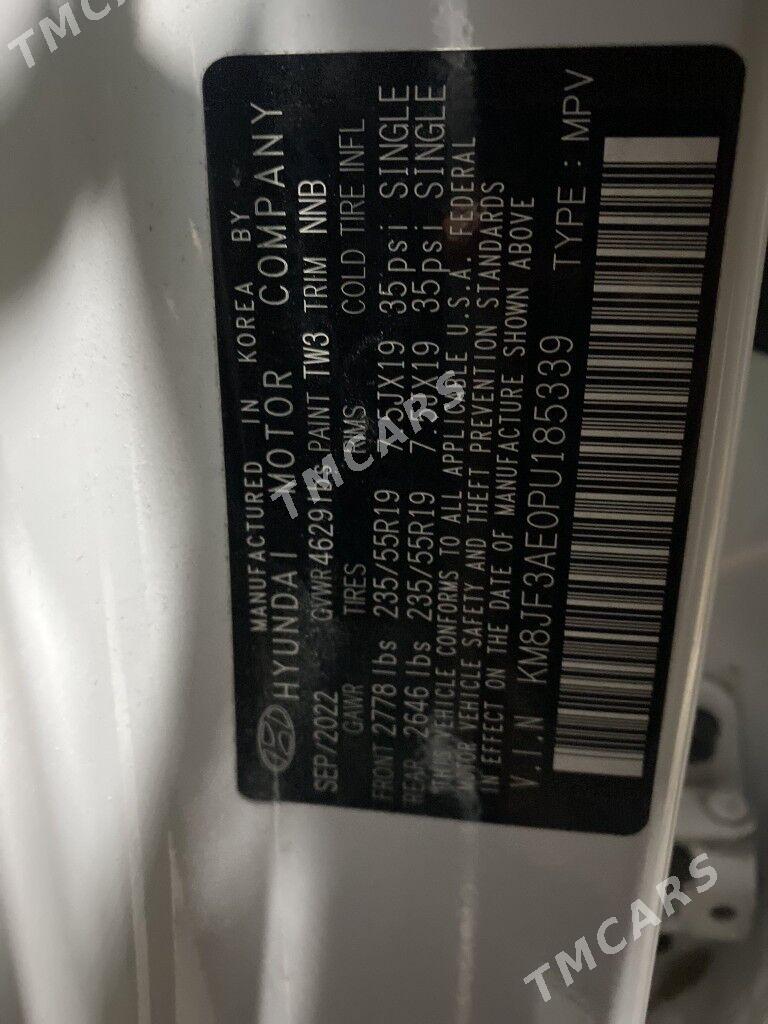 TMCARS
MANUFACTURED IN KOREA BY
HYUNDAI MOTOR COMPANY
SEP/2022 GVWR 4629lbs PAINT TW3 TRIM NNB
GAWR TIRES RIMS COLD TIRE INFL
FRONT 2778 lbs 235/55R19 7.5JX19 35psi SINGLE
REAR 2646 lbs 235/55R19 7.5JX19 35psi SINGLE
THIS VEHICLE CONFORMS TO ALL APPLICABLE U.S.A. FEDERAL
MOTOR VEHICLE SAFETY AND THEFT PREVENTION STANDARDS
IN EFFECT ON THE DATE OF MANUFACTURE SHOWN ABOVE
V.I.N KM8JF3AE0PU185339 TYPE : MPV
TMCARS
TMCARS